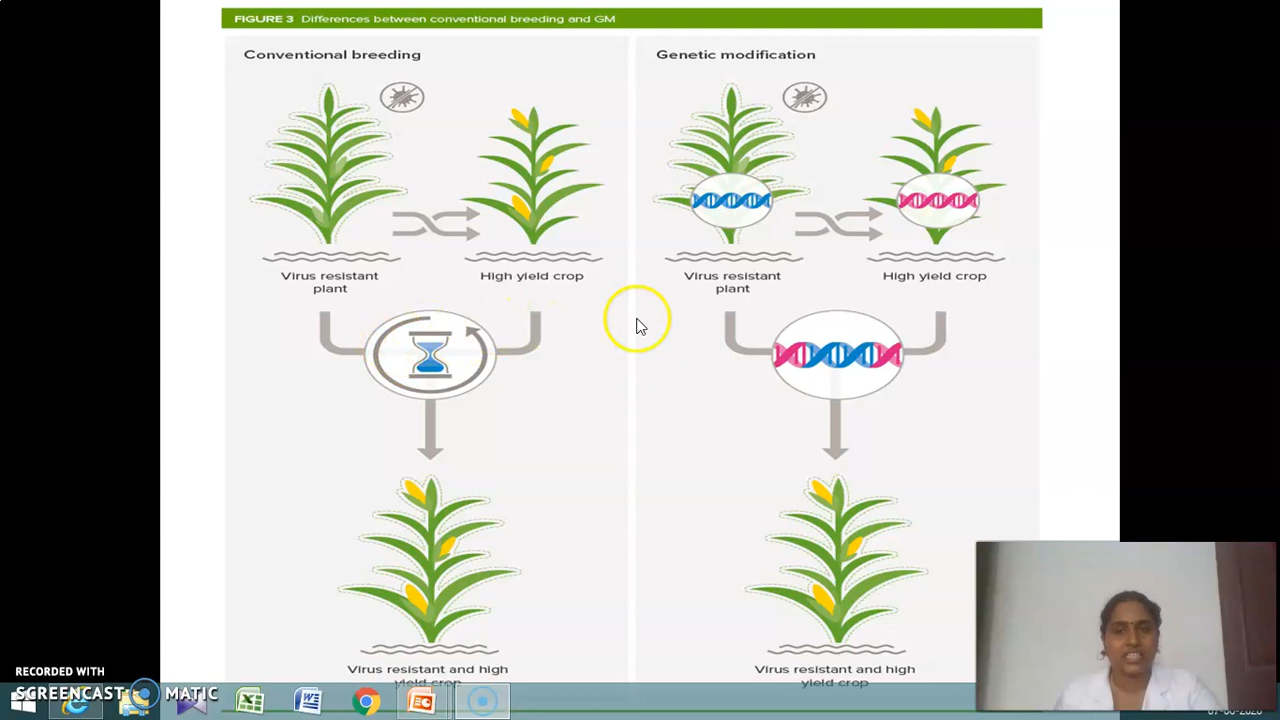 FIGURE 3 Differences between conventional breeding and GM
Conventional breeding
Virus resistant
plant
High yield crop
Virus resistant and high
yield crop
Genetic modification
Virus resistant
plant
High yield crop
Virus resistant and high
yield crop
RECORDED WITH
SCREENCAST MATIC